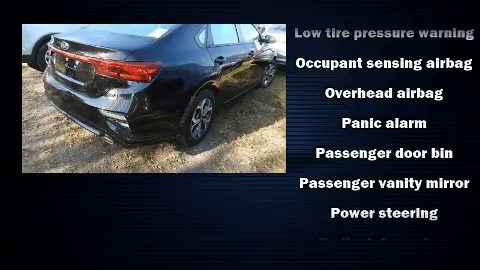 Low tire pressure warning
Occupant sensing airbag
Overhead airbag
Panic alarm
Passenger door bin
Passenger vanity mirror
Power steering